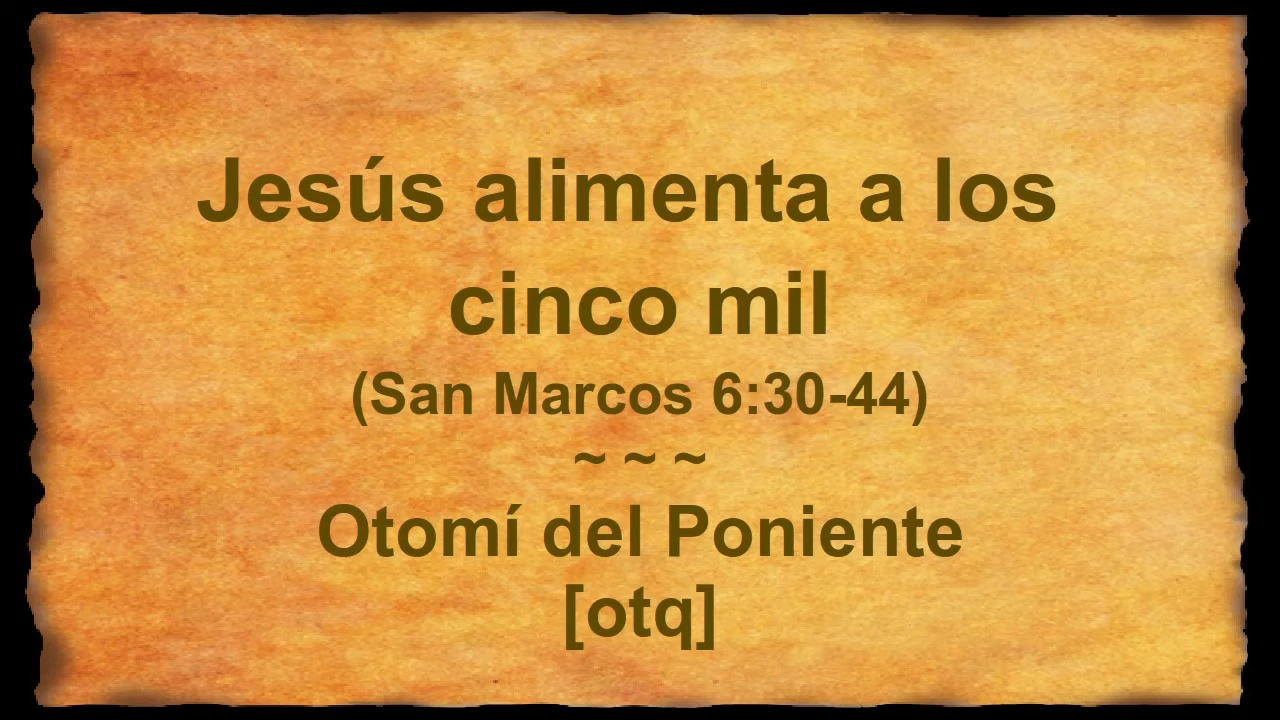 Jesús alimenta a los
cinco mil
(San Marcos 6:30-44)
~ ~ ~
Otomí del Poniente
[otq]